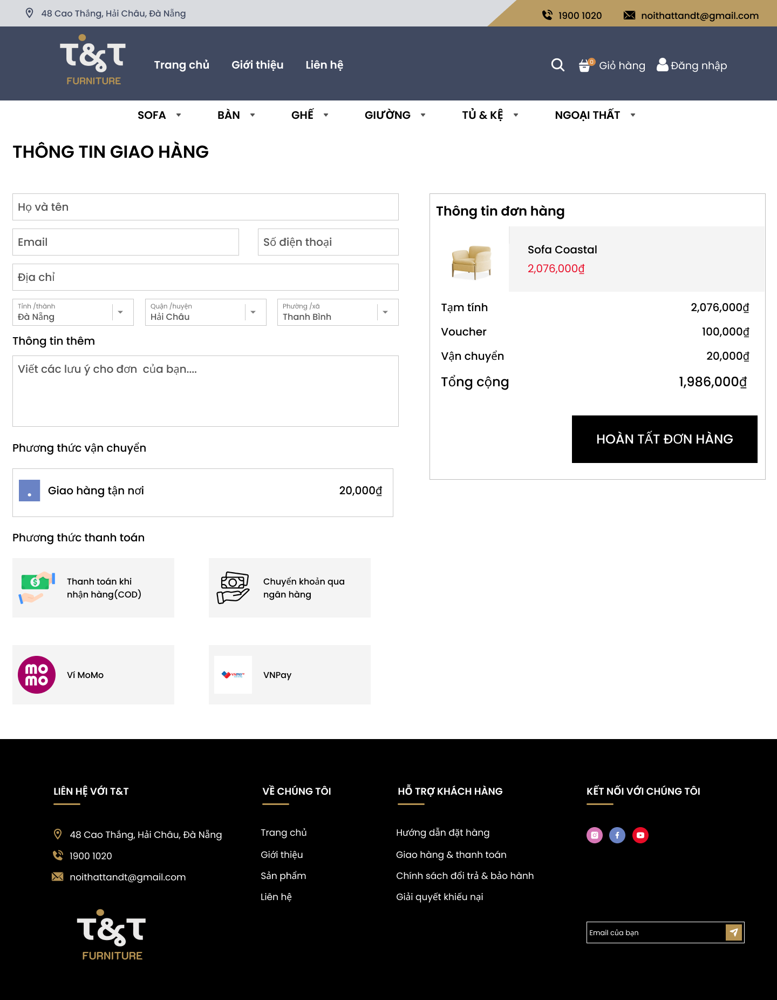 48 Cao Thắng, Hải Châu, Đà Nẵng
1900 1020
noithattandt@gmail.com
T&T
FURNITURE
Trang chủ
Giới thiệu
Liên hệ
0
Giỏ hàng
Đăng nhập
SOFA
BÀN
GHẾ
GIƯỜNG
TỦ & KỆ
NGOẠI THẤT
THÔNG TIN GIAO HÀNG
Họ và tên
Email
Số điện thoại
Địa chỉ
Tỉnh /thành
Đà Nẵng
Quận /huyện
Hải Châu
Phường /xã
Thanh Bình
Thông tin thêm
Viết các lưu ý cho đơn  của bạn....
Phương thức vận chuyển
Giao hàng tận nơi
20,000₫
Phương thức thanh toán
Thanh toán khi
nhận hàng(COD)
Chuyển khoản qua
ngân hàng
mo
mo
Ví MoMo
VNPAY
VNPay
Thông tin đơn hàng
Sofa Coastal
2,076,000₫
Tạm tính
2,076,000₫
Voucher
100,000₫
Vận chuyển
20,000₫
Tổng cộng
1,986,000₫
HOÀN TẤT ĐƠN HÀNG
LIÊN HỆ VỚI T&T
48 Cao Thắng, Hải Châu, Đà Nẵng
1900 1020
noithattandt@gmail.com
T&T
FURNITURE
VỀ CHÚNG TÔI
Trang chủ
Giới thiệu
Sản phẩm
Liên hệ
HỖ TRỢ KHÁCH HÀNG
Hướng dẫn đặt hàng
Giao hàng & thanh toán
Chính sách đổi trả & bảo hành
Giải quyết khiếu nại
KẾT NỐI VỚI CHÚNG TÔI
Email của bạn